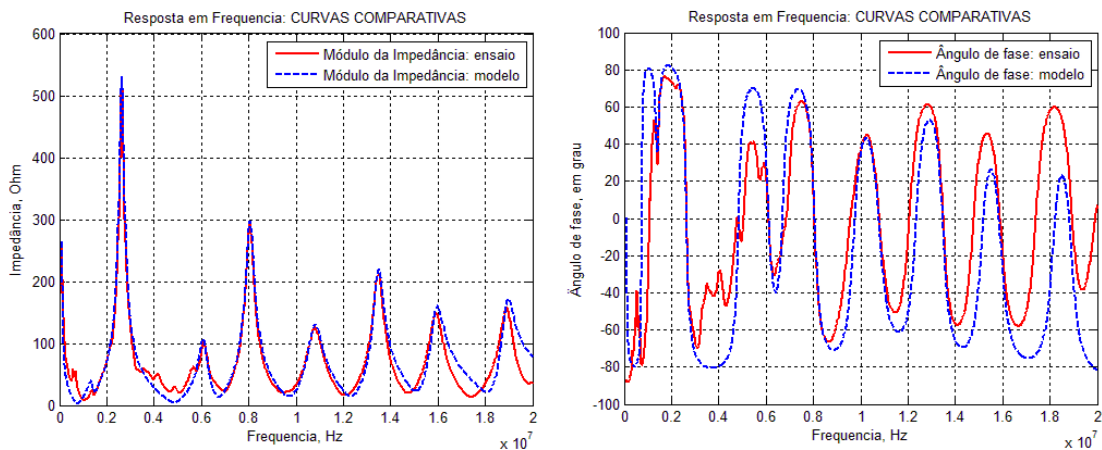 Resposta em Frequencia: CURVAS COMPARATIVAS
600
500
400
300
200
100
0
Impedância, Ohm
Módulo da Impedância: ensaio
Módulo da Impedância: modelo
0 0.2 0.4 0.6 0.8 1 1.2 1.4 1.6 1.8 2
Frequencia, Hz
x 10^7
Resposta em Frequencia: CURVAS COMPARATIVAS
100
80
60
40
20
0
-20
-40
-60
-80
-100
Ângulo de fase, em grau
Ângulo de fase: ensaio
Ângulo de fase: modelo
0 0.2 0.4 0.6 0.8 1 1.2 1.4 1.6 1.8 2
Frequencia, Hz
x 10^7